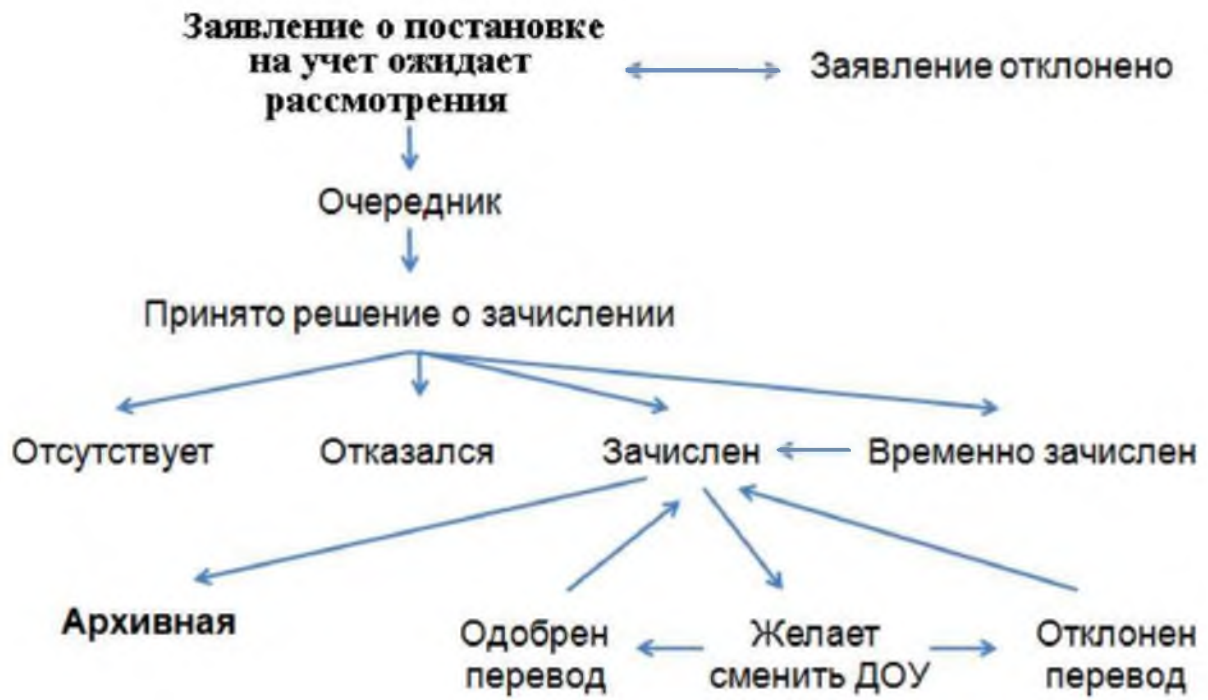 Заявление о постановке
на учет ожидает
рассмотрения
Заявление отклонено
Очередник
Принято решение о зачислении
Отсутствует
Отказался
Зачислен
Временно зачислен
Архивная
Одобрен
перевод
Желает
сменить ДОУ
Отклонен
перевод